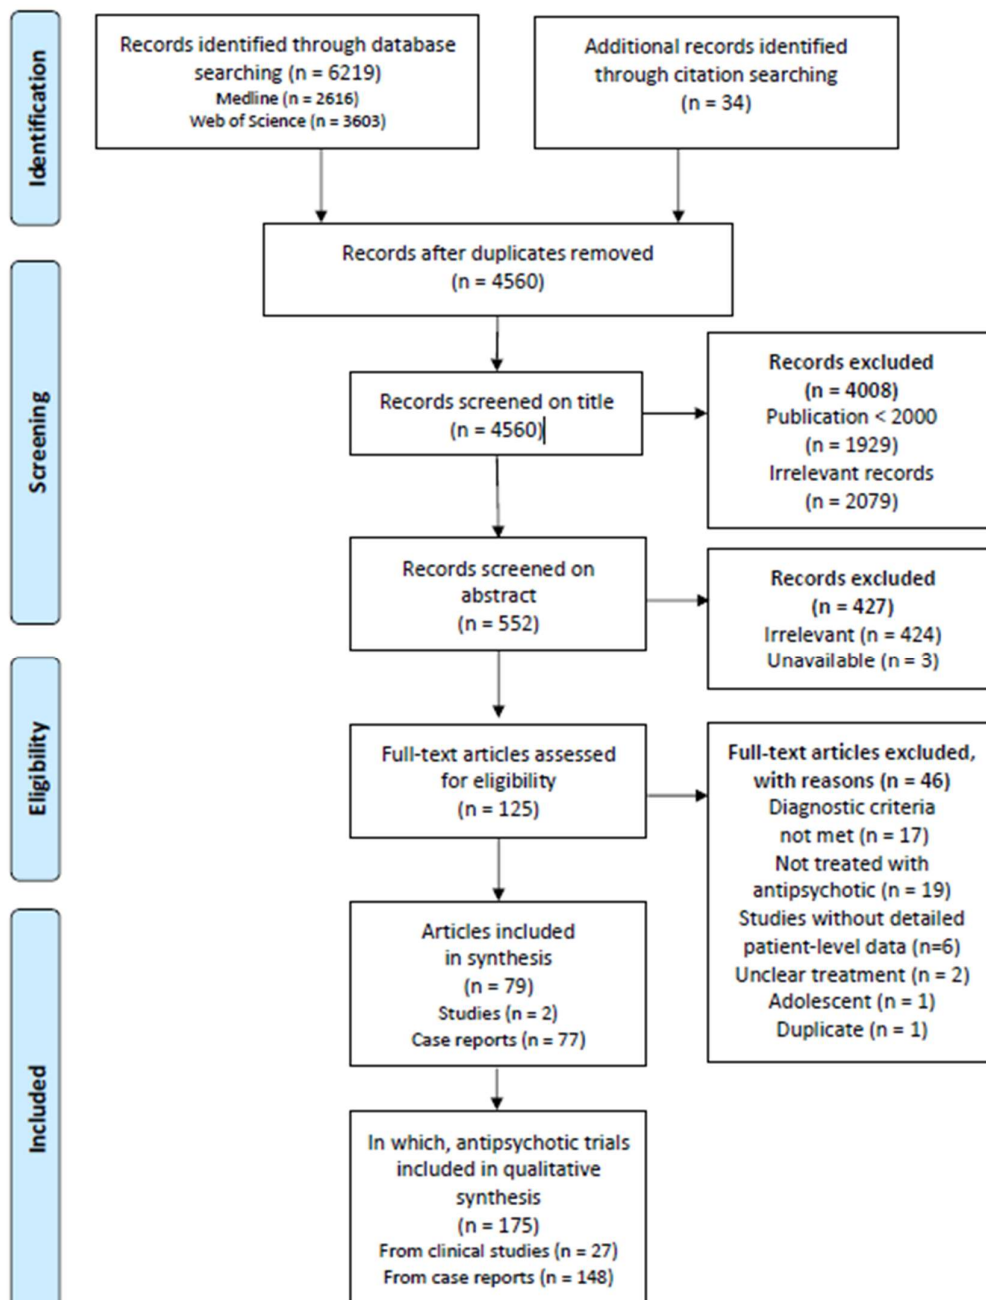 Identification
Records identified through database
searching (n = 6219)
Medline (n = 2616)
Web of Science (n = 3603)
Additional records identified
through citation searching
(n = 34)
Records after duplicates removed
(n = 4560)
Screening
Records screened on title
(n = 4560)
Records excluded
(n = 4008)
Publication < 2000
(n = 1929)
Irrelevant records
(n = 2079)
Records screened on
abstract
(n = 552)
Records excluded
(n = 427)
Irrelevant (n = 424)
Unavailable (n = 3)
Eligibility
Full-text articles assessed
for eligibility
(n = 125)
Full-text articles excluded,
with reasons (n = 46)
Diagnostic criteria
not met (n = 17)
Not treated with
antipsychotic (n = 19)
Studies without detailed
patient-level data (n=6)
Unclear treatment (n = 2)
Adolescent (n = 1)
Duplicate (n = 1)
Included
Articles included
in synthesis
(n = 79)
Studies (n = 2)
Case reports (n = 77)
In which, antipsychotic trials
included in qualitative
synthesis
(n = 175)
From clinical studies (n = 27)
From case reports (n = 148)